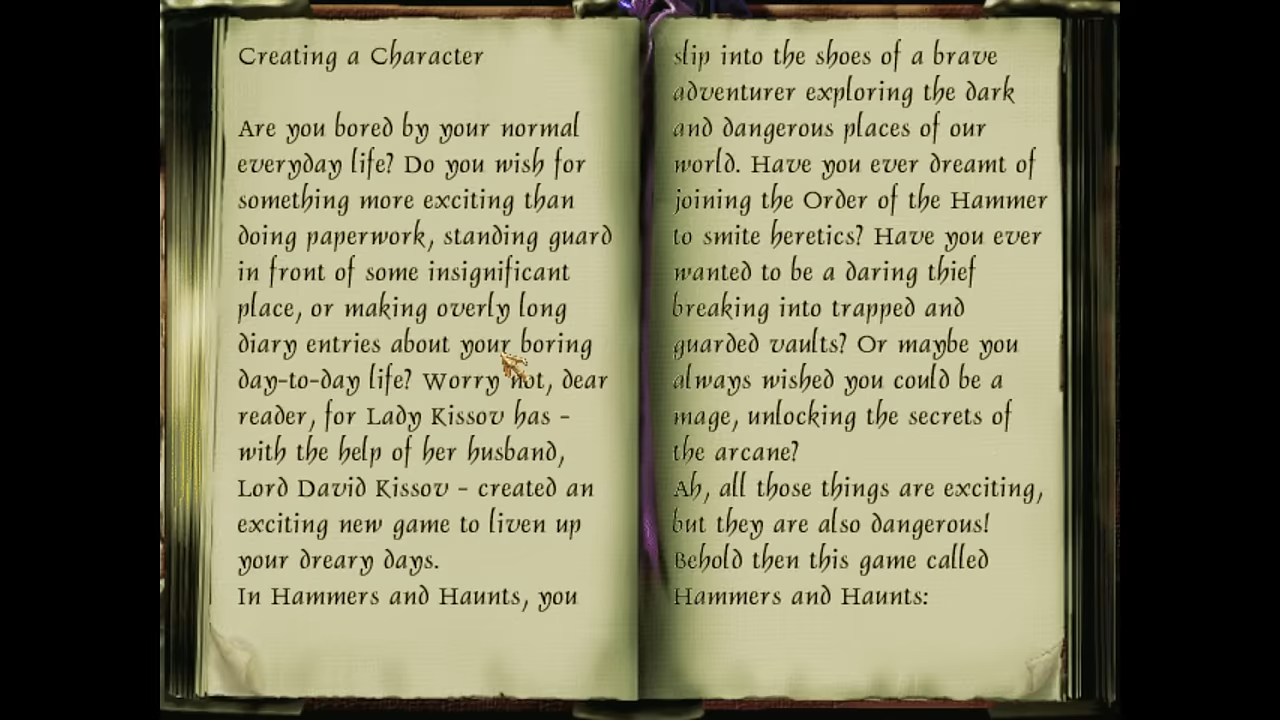 Creating a Character
Are you bored by your normal
everyday life? Do you wish for
something more exciting than
doing paperwork, standing guard
in front of some insignificant
place, or making overly long
diary entries about your boring
day-to-day life? Worry not, dear
reader, for Lady Kissov has -
with the help of her husband,
Lord David Kissov - created an
exciting new game to liven up
your dreary days.
In Hammers and Haunts, you
slip into the shoes of a brave
adventurer exploring the dark
and dangerous places of our
world. Have you ever dreamt of
joining the Order of the Hammer
to smite heretics? Have you ever
wanted to be a daring thief
breaking into trapped and
guarded vaults? Or maybe you
always wished you could be a
mage, unlocking the secrets of
the arcane?
Ah, all those things are exciting,
but they are also dangerous!
Behold then this game called
Hammers and Haunts: